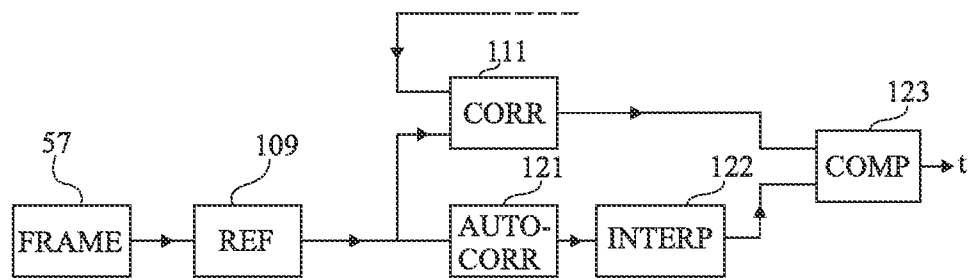 111
CORR
123
COMP
t
57
FRAME
109
REF
121
AUTO-
CORR
122
INTERP